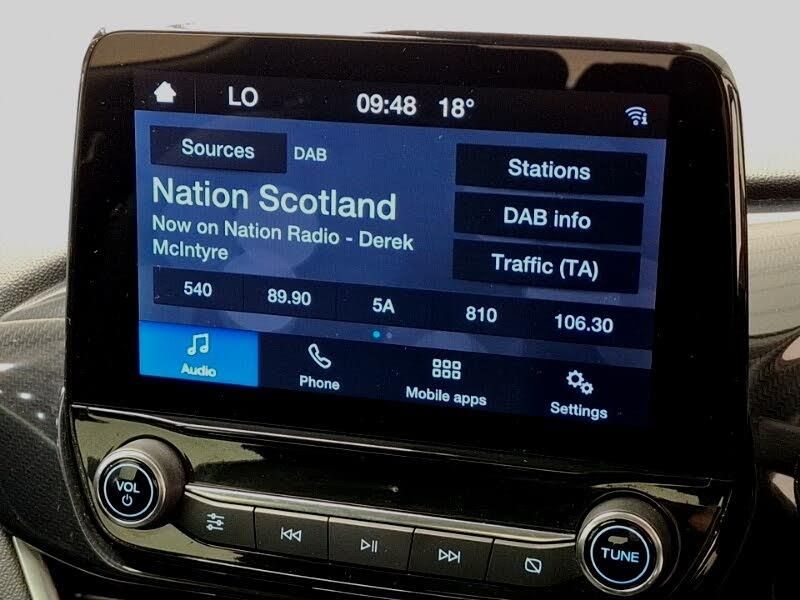 LO 09:48 18°
Sources DAB
Stations
Nation Scotland
DAB info
Now on Nation Radio - Derek
McIntyre
Traffic (TA)
540 89.90 5A 810 106.30
Audio Phone Mobile apps Settings
VOL
TUNE